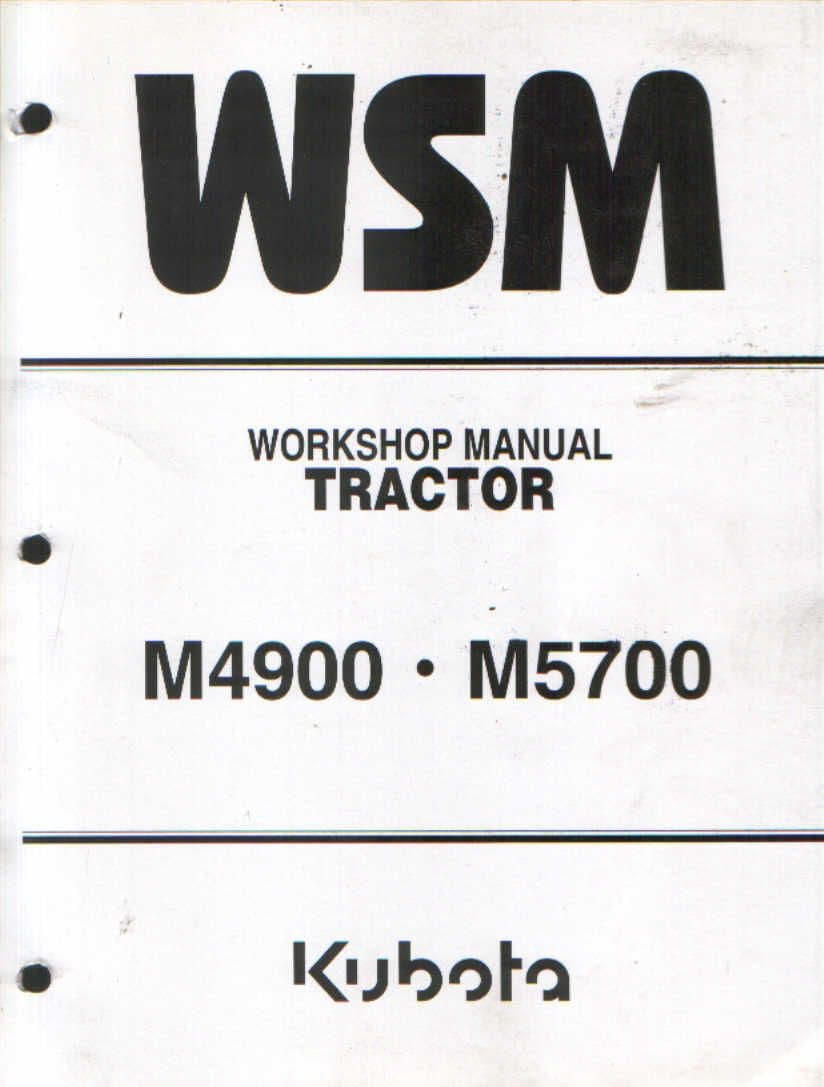 WSM
WORKSHOP MANUAL
TRACTOR
M4900 • M5700
Kubota